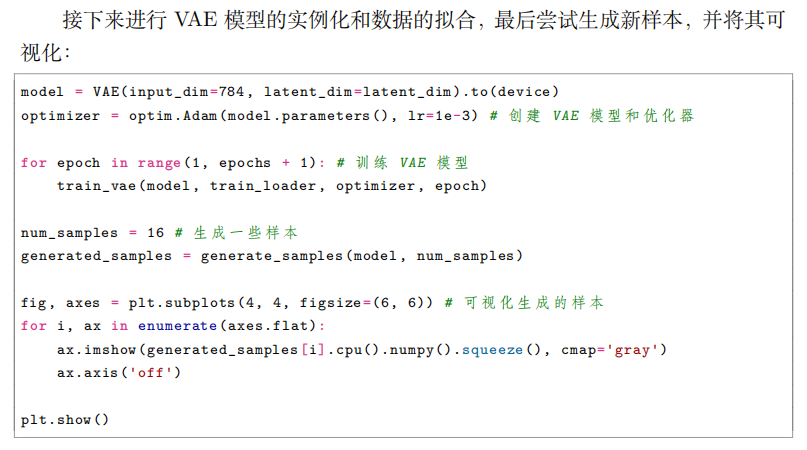 接下来进行 VAE 模型的实例化和数据的拟合，最后尝试生成新样本，并将其可
视化：
model = VAE(input_dim=784, latent_dim=latent_dim).to(device)
optimizer = optim.Adam(model.parameters(), lr=1e-3) # 创建 VAE 模型和优化器
for epoch in range(1, epochs + 1): # 训练 VAE 模型
    train_vae(model, train_loader, optimizer, epoch)
num_samples = 16 # 生成一些样本
generated_samples = generate_samples(model, num_samples)
fig, axes = plt.subplots(4, 4, figsize=(6, 6)) # 可视化生成的样本
for i, ax in enumerate(axes.flat):
    ax.imshow(generated_samples[i].cpu().numpy().squeeze(), cmap='gray')
    ax.axis('off')
plt.show()